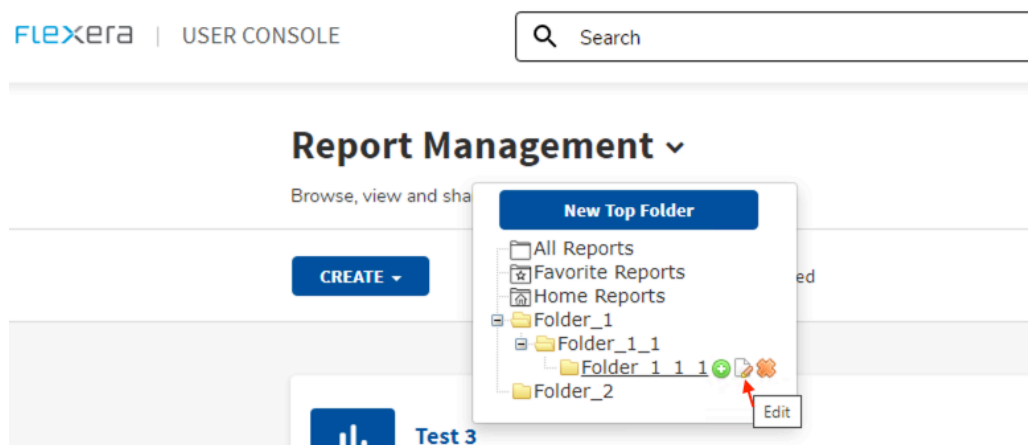 flexera | USER CONSOLE
Search
Report Management
Browse, view and sha
New Top Folder
All Reports
Favorite Reports
Home Reports
Folder_1
Folder_1_1
Folder_1_1_1
Folder_2
CREATE
ed
Edit
Test 3